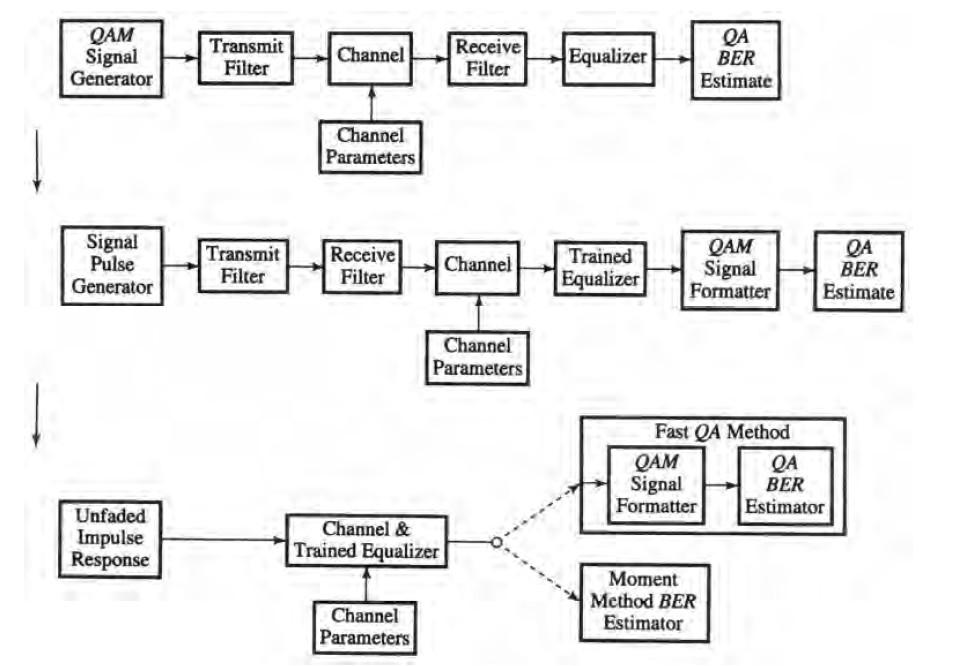 QAM
Signal
Generator
Transmit
Filter
Channel
Receive
Filter
Equalizer
QA
BER
Estimate
Channel
Parameters
Signal
Pulse
Generator
Transmit
Filter
Receive
Filter
Channel
Trained
Equalizer
QAM
Signal
Formatter
QA
BER
Estimate
Channel
Parameters
Unfaded
Impulse
Response
Channel &
Trained Equalizer
Channel
Parameters
Fast QA Method
QAM
Signal
Formatter
QA
BER
Estimator
Moment
Method BER
Estimator